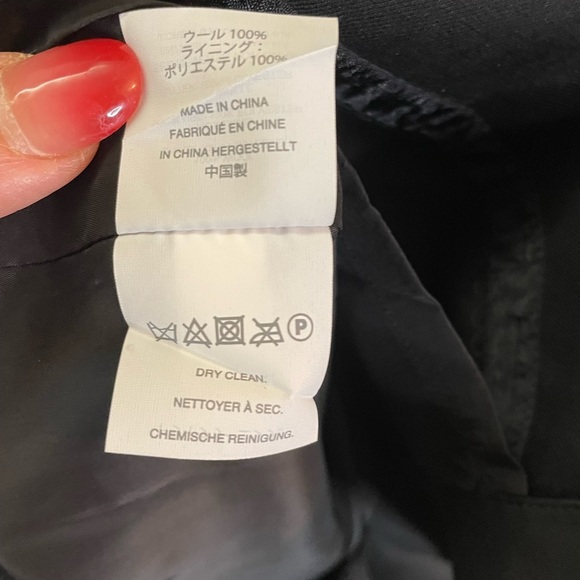 ウール 100%
ライニング :
ポリエステル 100%
MADE IN CHINA
FABRIQUÉ EN CHINE
IN CHINA HERGESTELLT
中国製
P
DRY CLEAN.
NETTOYER À SEC.
CHEMISCHE REINIGUNG.